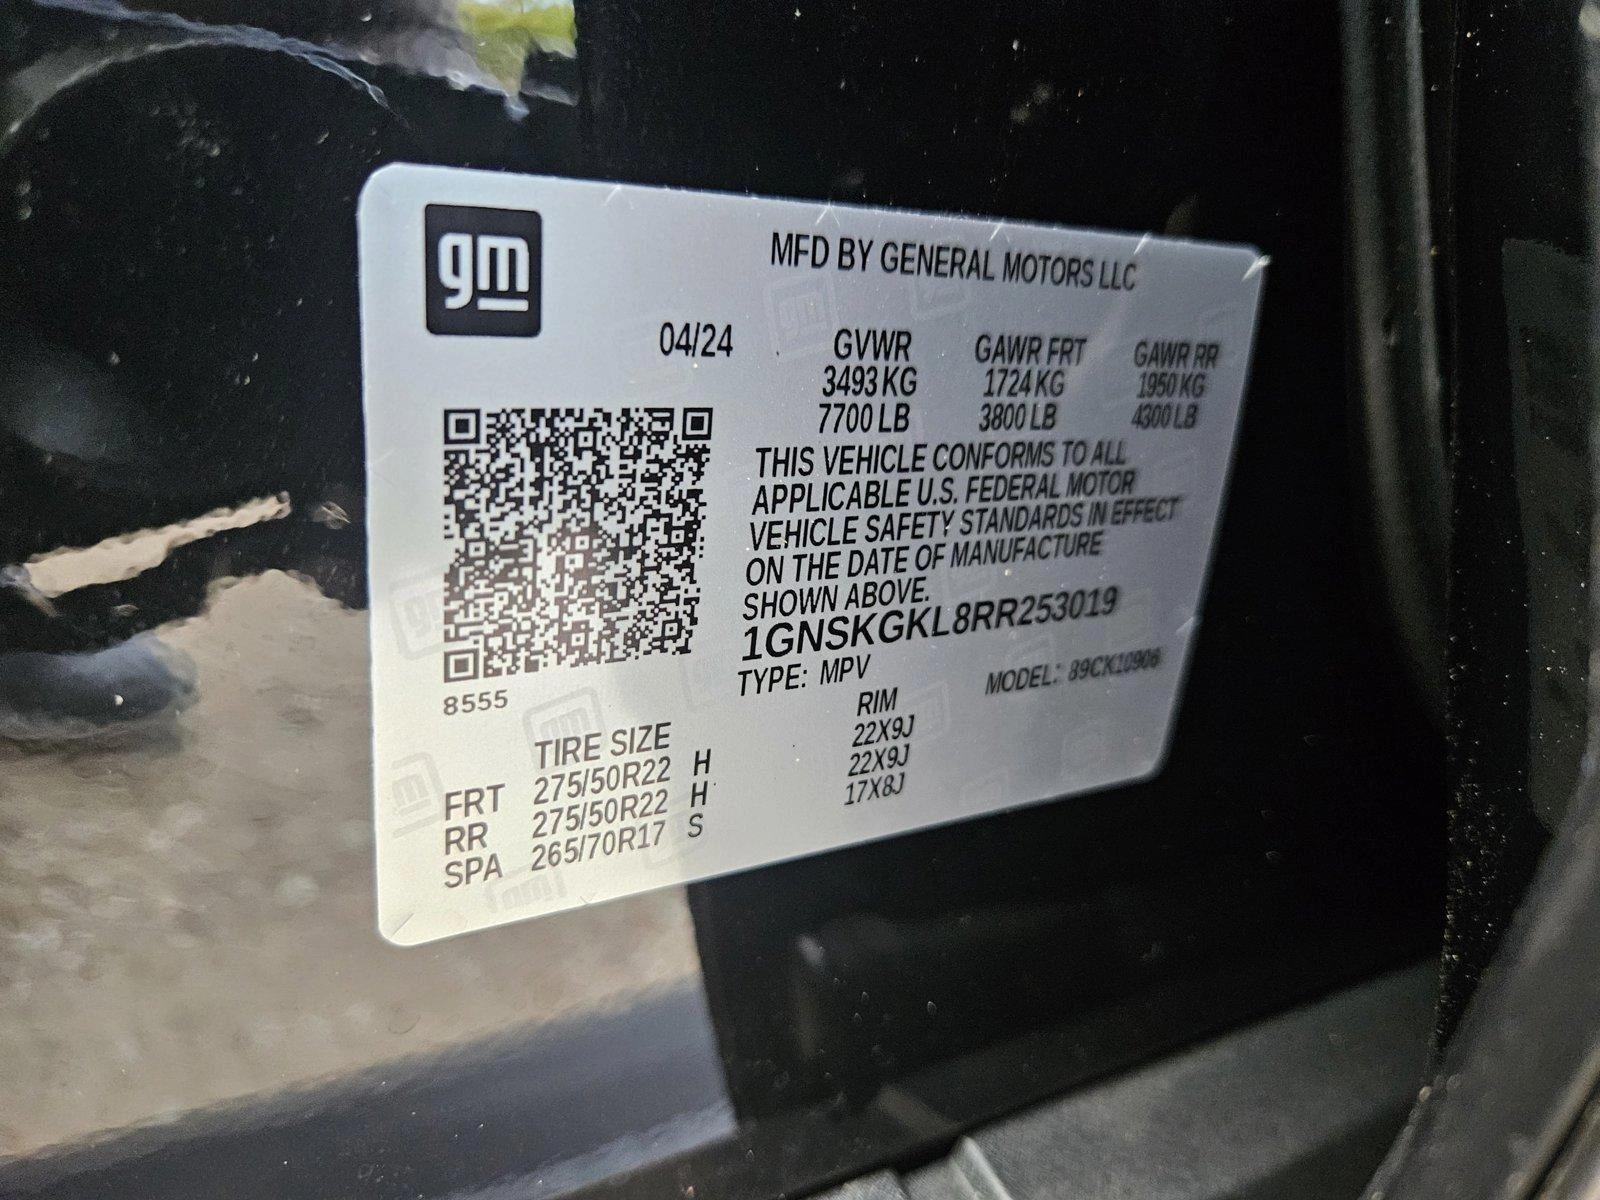 gm
MFD BY GENERAL MOTORS LLC
04/24 GVWR GAWR FRT GAWR RR
3493 KG 1724 KG 1950 KG
7700 LB 3800 LB 4300 LB
THIS VEHICLE CONFORMS TO ALL
APPLICABLE U.S. FEDERAL MOTOR
VEHICLE SAFETY STANDARDS IN EFFECT
ON THE DATE OF MANUFACTURE
SHOWN ABOVE.
1GNSKGKL8RR253019
TYPE: MPV MODEL: 89CK10906
8555
TIRE SIZE RIM
FRT 275/50R22 H 22X9J
RR 275/50R22 H 22X9J
SPA 265/70R17 S 17X8J